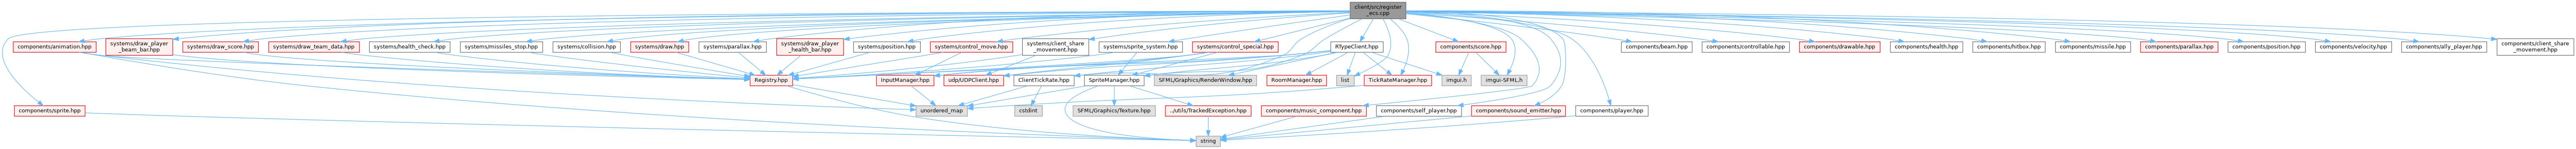 client/src/register
_ecs.cpp
components/animation.hpp
systems/draw_player
_beam_bar.hpp
systems/draw_score.hpp
systems/draw_team_data.hpp
systems/health_check.hpp
systems/missiles_stop.hpp
systems/collision.hpp
systems/draw.hpp
systems/parallax.hpp
systems/draw_player
_health_bar.hpp
systems/position.hpp
systems/control_move.hpp
systems/client_share
_movement.hpp
systems/sprite_system.hpp
systems/control_special.hpp
RTypeClient.hpp
components/score.hpp
components/beam.hpp
components/controllable.hpp
components/drawable.hpp
components/health.hpp
components/hitbox.hpp
components/missile.hpp
components/parallax.hpp
components/position.hpp
components/velocity.hpp
components/ally_player.hpp
components/client_share
_movement.hpp
Registry.hpp
InputManager.hpp
udp/UDPClient.hpp
ClientTickRate.hpp
SpriteManager.hpp
SFML/Graphics/RenderWindow.hpp
RoomManager.hpp
list
TickRateManager.hpp
imgui.h
imgui-SFML.h
components/sprite.hpp
unordered_map
cstdint
SFML/Graphics/Texture.hpp
../utils/TrackedException.hpp
components/music_component.hpp
components/self_player.hpp
components/sound_emitter.hpp
components/player.hpp
string